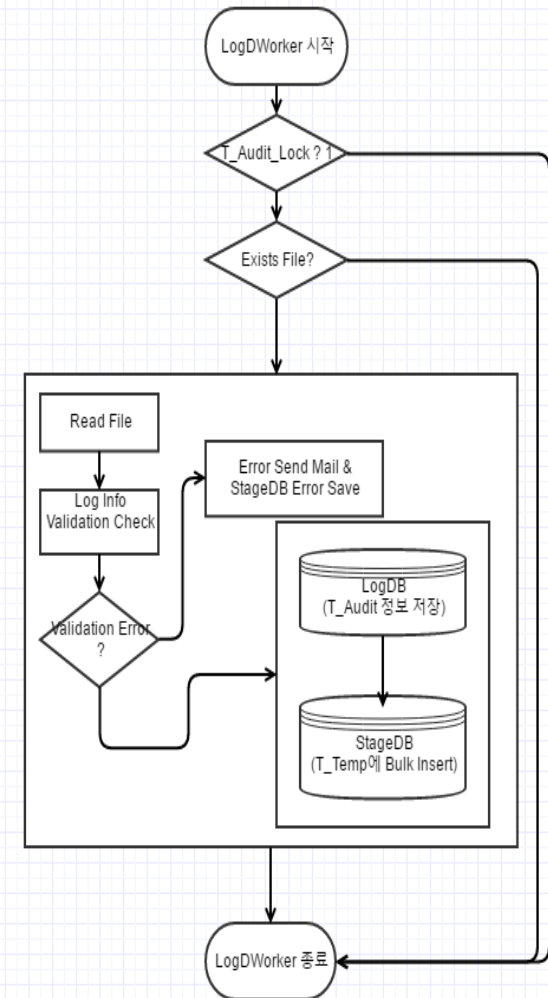 LogDWorker 시작
T_Audit_Lock ? 1
Exists File?
Read File
Log Info
Validation Check
Error Send Mail &
StageDB Error Save
Validation Error
?
LogDB
(T_Audit 정보 저장)
StageDB
(T_Temp에 Bulk Insert)
LogDWorker 종료